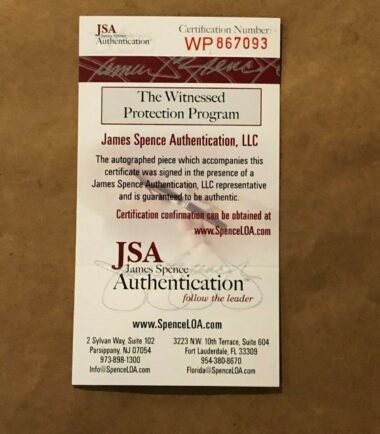 JSA
James Spence
Authentication
Certification Number
WP 867093
The Witnessed
Protection Program
James Spence Authentication, LLC
The autographed piece which accompanies this
certificate was signed in the presence of a
James Spence Authentication, LLC representative
and is guaranteed to be authentic.
Certification confirmation can be obtained at
www.SpenceLOA.com
JSA
James Spence
Authentication™
follow the leader
www.SpenceLOA.com
2 Sylvan Way, Suite 102
Parsippany, NJ 07054
973-898-1300
Info@SpenceLOA.com
3223 N.W. 10th Terrace, Suite 604
Fort Lauderdale, FL 33309
954-380-8670
Florida@SpenceLOA.com